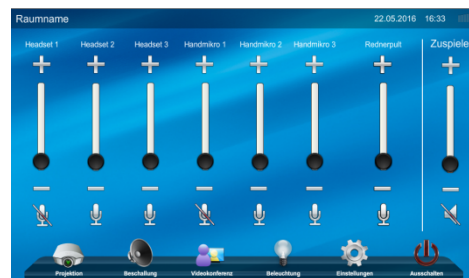 Raumname 22.05.2016 16:33
Headset 1 Headset 2 Headset 3 Handmikro 1 Handmikro 2 Handmikro 3 Rednerpult Zuspiele
Projektion Beschallung Videokonferenz Beleuchtung Einstellungen Ausschalten